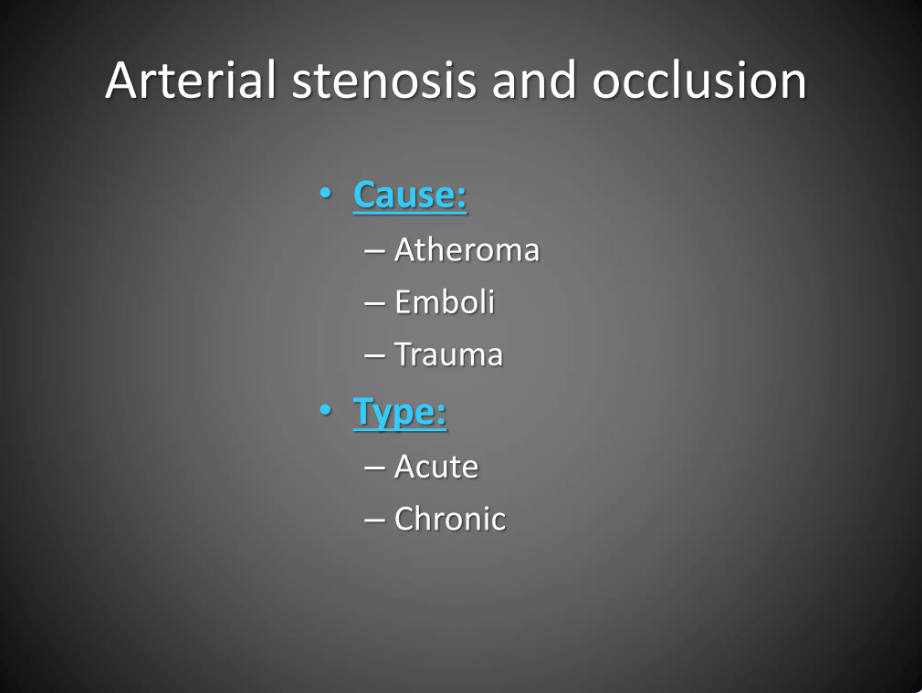 Arterial stenosis and occlusion
• Cause:
– Atheroma
– Emboli
– Trauma
• Type:
– Acute
– Chronic